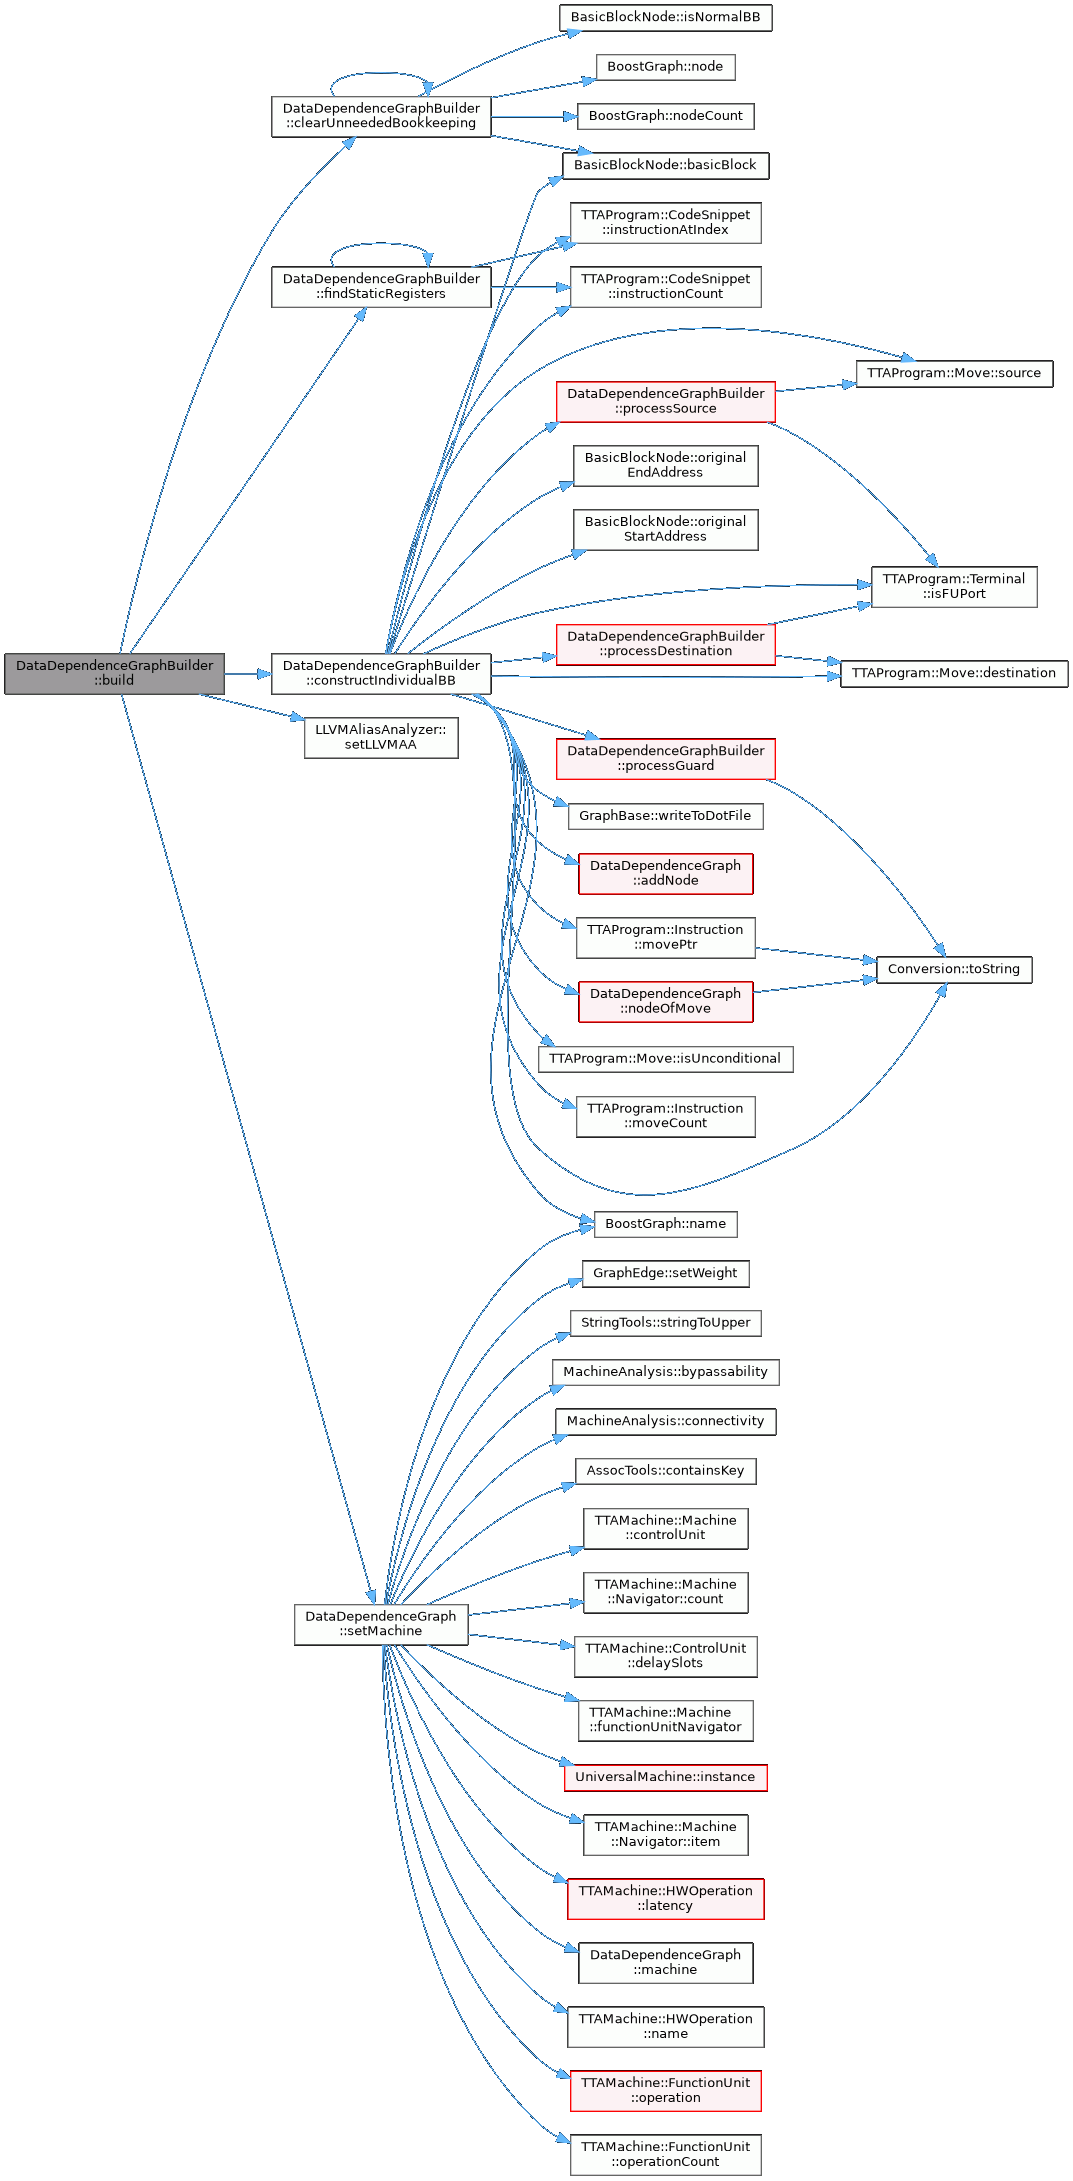 BasicBlockNode::isNormalBB
BoostGraph::node
DataDependenceGraphBuilder
::clearUnneededBookkeeping
BoostGraph::nodeCount
BasicBlockNode::basicBlock
TTAProgram::CodeSnippet
::instructionAtIndex
DataDependenceGraphBuilder
::findStaticRegisters
TTAProgram::CodeSnippet
::instructionCount
TTAProgram::Move::source
DataDependenceGraphBuilder
::processSource
BasicBlockNode::original
EndAddress
BasicBlockNode::original
StartAddress
TTAProgram::Terminal
::isFUPort
DataDependenceGraphBuilder
::processDestination
DataDependenceGraphBuilder
::build
DataDependenceGraphBuilder
::constructIndividualBB
TTAProgram::Move::destination
LLVMAliasAnalyzer::
setLLVMAA
DataDependenceGraphBuilder
::processGuard
GraphBase::writeToDotFile
DataDependenceGraph
::addNode
TTAProgram::Instruction
::movePtr
Conversion::toString
DataDependenceGraph
::nodeOfMove
TTAProgram::Move::isUnconditional
TTAProgram::Instruction
::moveCount
BoostGraph::name
GraphEdge::setWeight
StringTools::stringToUpper
MachineAnalysis::bypassability
MachineAnalysis::connectivity
AssocTools::containsKey
TTAMachine::Machine
::controlUnit
TTAMachine::Machine
::Navigator::count
DataDependenceGraph
::setMachine
TTAMachine::ControlUnit
::delaySlots
TTAMachine::Machine
::functionUnitNavigator
UniversalMachine::instance
TTAMachine::Machine
::Navigator::item
TTAMachine::HWOperation
::latency
DataDependenceGraph
::machine
TTAMachine::HWOperation
::name
TTAMachine::FunctionUnit
::operation
TTAMachine::FunctionUnit
::operationCount